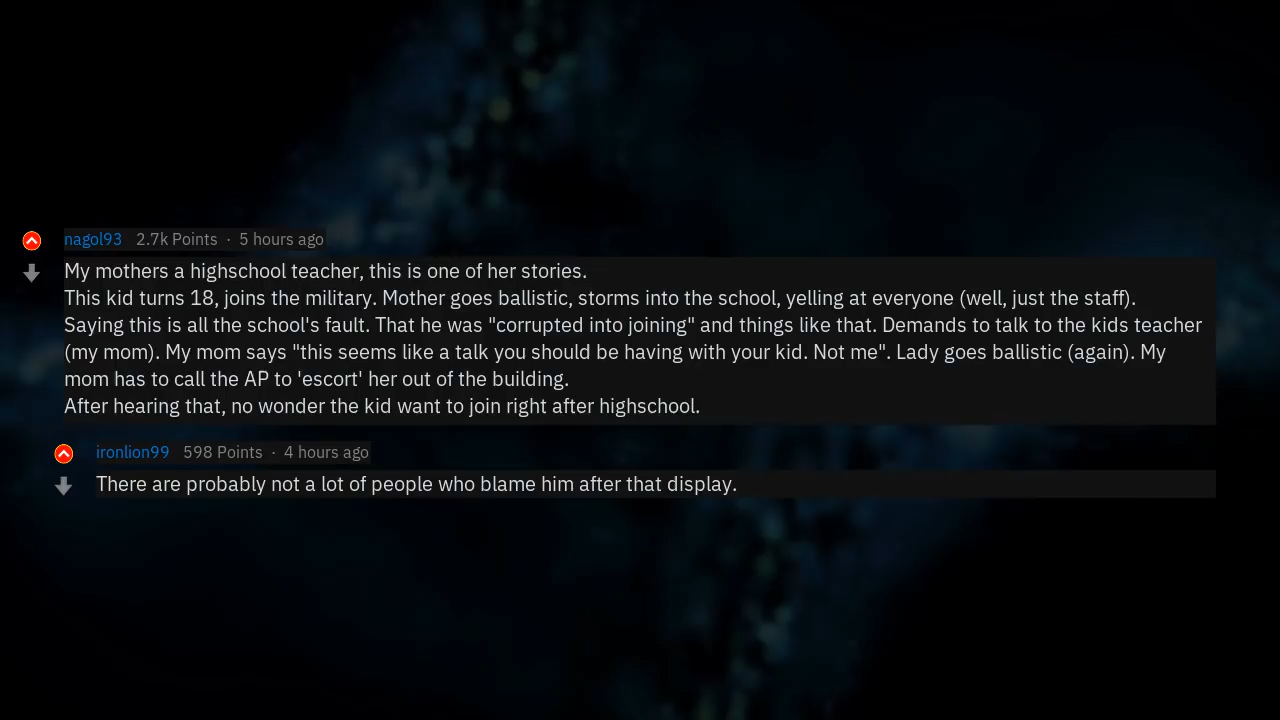 nagol93 2.7k Points · 5 hours ago
My mothers a highschool teacher, this is one of her stories.
This kid turns 18, joins the military. Mother goes ballistic, storms into the school, yelling at everyone (well, just the staff).
Saying this is all the school's fault. That he was "corrupted into joining" and things like that. Demands to talk to the kids teacher
(my mom). My mom says "this seems like a talk you should be having with your kid. Not me". Lady goes ballistic (again). My
mom has to call the AP to 'escort' her out of the building.
After hearing that, no wonder the kid want to join right after highschool.
ironlion99 598 Points · 4 hours ago
There are probably not a lot of people who blame him after that display.